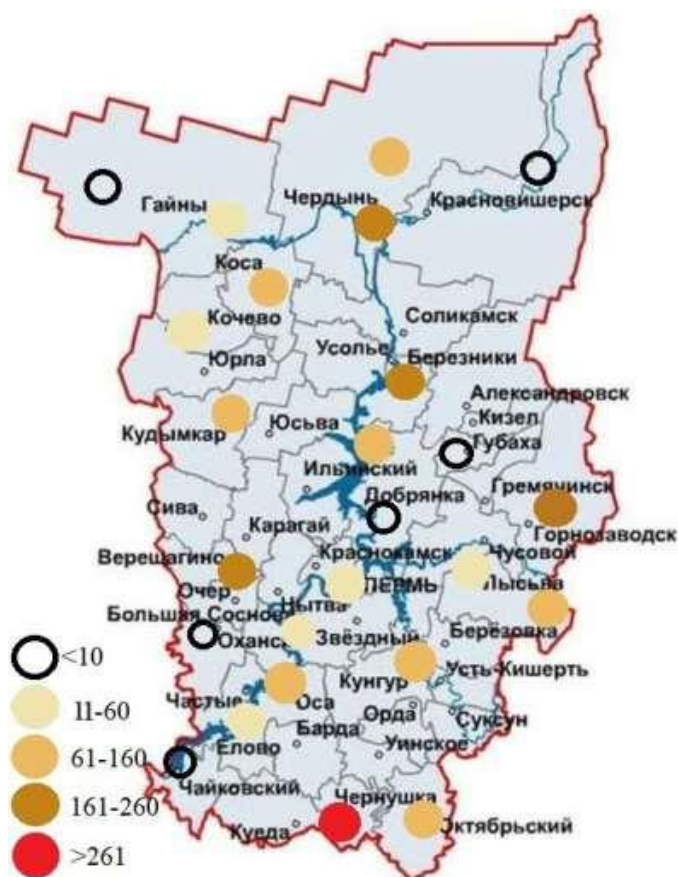 Гайны
Чердынь
Красновишерск
Коса
Кочево
Соликамск
Усолье
Березники
Юрла
Александровск
Кизел
Юсьва
Кудымкар
Губаха
Ильинский
Добрянка
Гремячинск
Сива
Карагай
Горнозаводск
Краснокамск
Чусовой
Верещагино
ПЕРМЬ
Лысьва
Очёр
Нытва
Большая Соснов
Оханск
Звёздный
Берёзовка
<10
Кунгур
Усть-Кишерть
11-60
Частые
Оса
Орда
Суксун
Барда
61-160
Елово
Уинское
Чайковский
161-260
Чернушка
Куеда
Октябрьский
>261